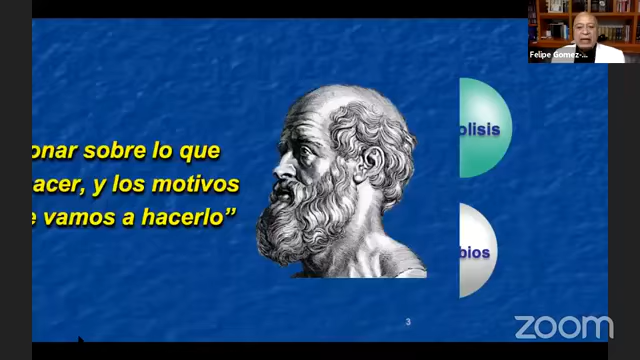 onar sobre lo que
acer, y los motivos
e vamos a hacerlo”
olisis
bios
3
Felipe Gomez-...
zoom